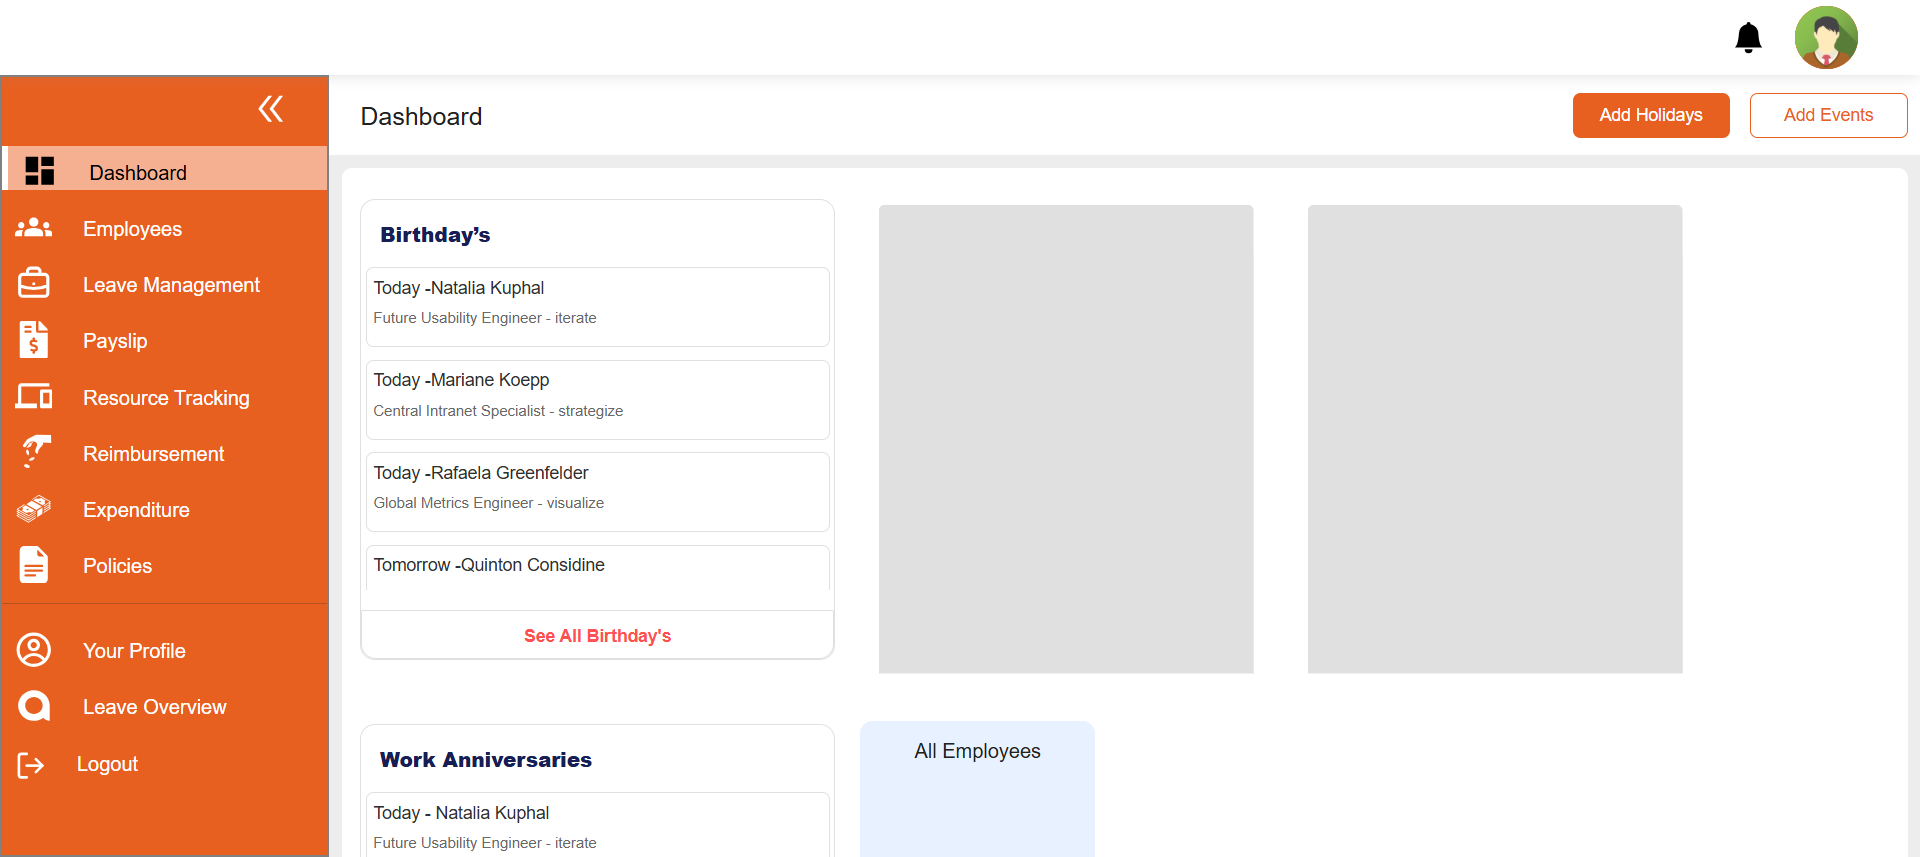 Dashboard
Employees
Leave Management
Payslip
Resource Tracking
Reimbursement
Expenditure
Policies
Your Profile
Leave Overview
Logout
Dashboard
Add Holidays
Add Events
Birthday’s
Today -Natalia Kuphal
Future Usability Engineer - iterate
Today -Mariane Koepp
Central Intranet Specialist - strategize
Today -Rafaela Greenfelder
Global Metrics Engineer - visualize
Tomorrow -Quinton Considine
See All Birthday's
Work Anniversaries
Today - Natalia Kuphal
Future Usability Engineer - iterate
All Employees